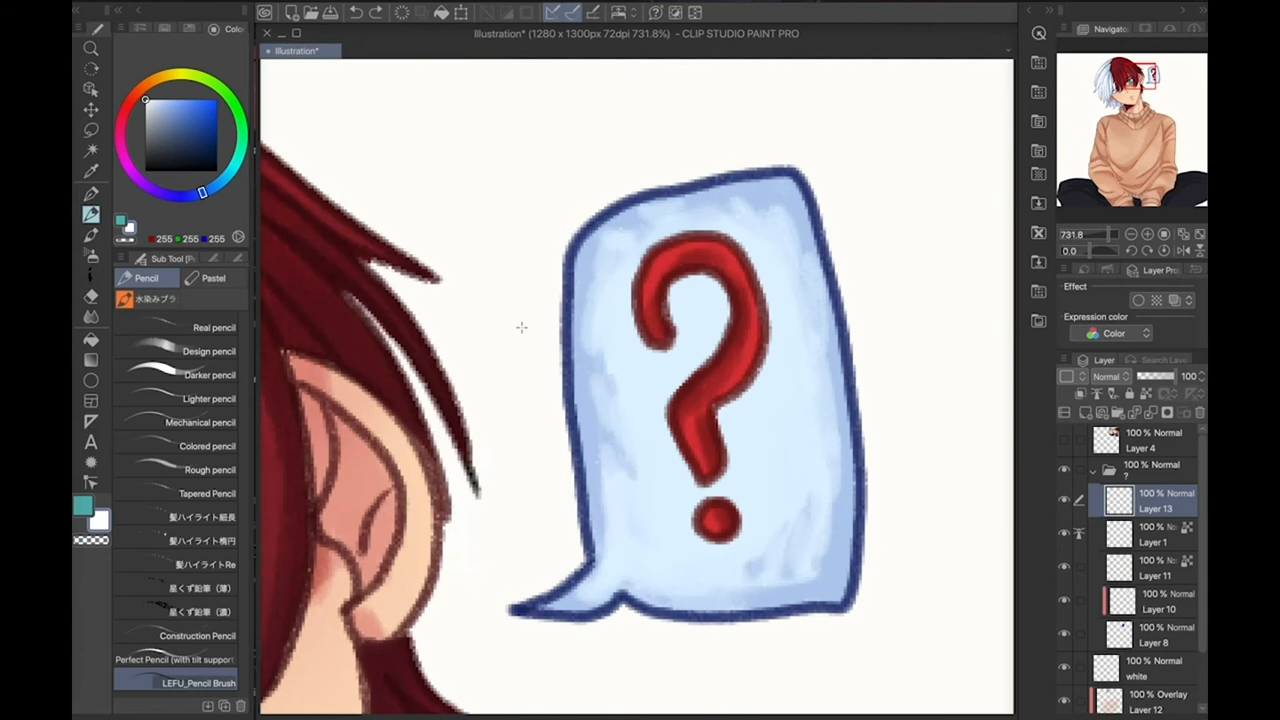 Illustration* (1280 x 1300px 72dpi 731.8%) - CLIP STUDIO PAINT PRO
Illustration*
Colo
255 255 255
Sub Tool [P
Pencil
Pastel
水染みブラ
Real pencil
Design pencil
Darker pencil
Lighter pencil
Mechanical pencil
Colored pencil
Rough pencil
Tapered Pencil
髪ハイライト細長
髪ハイライト楕円
髪ハイライトRe
星くず鉛筆（薄）
星くず鉛筆（濃）
Construction Pencil
Perfect Pencil (with tilt support
LEFU_Pencil Brush
?
Navigator
731.8
0.0
Layer Pro
Effect
Expression color
Color
Layer
Search Laye
Normal
100
100 % Normal
Layer 4
100 % Normal
?
100 % Normal
Layer 13
100 % No
Layer 1
100 % No
Layer 11
100 % Normal
Layer 10
100 % Normal
Layer 8
100 % Normal
white
100 % Overlay
Layer 12